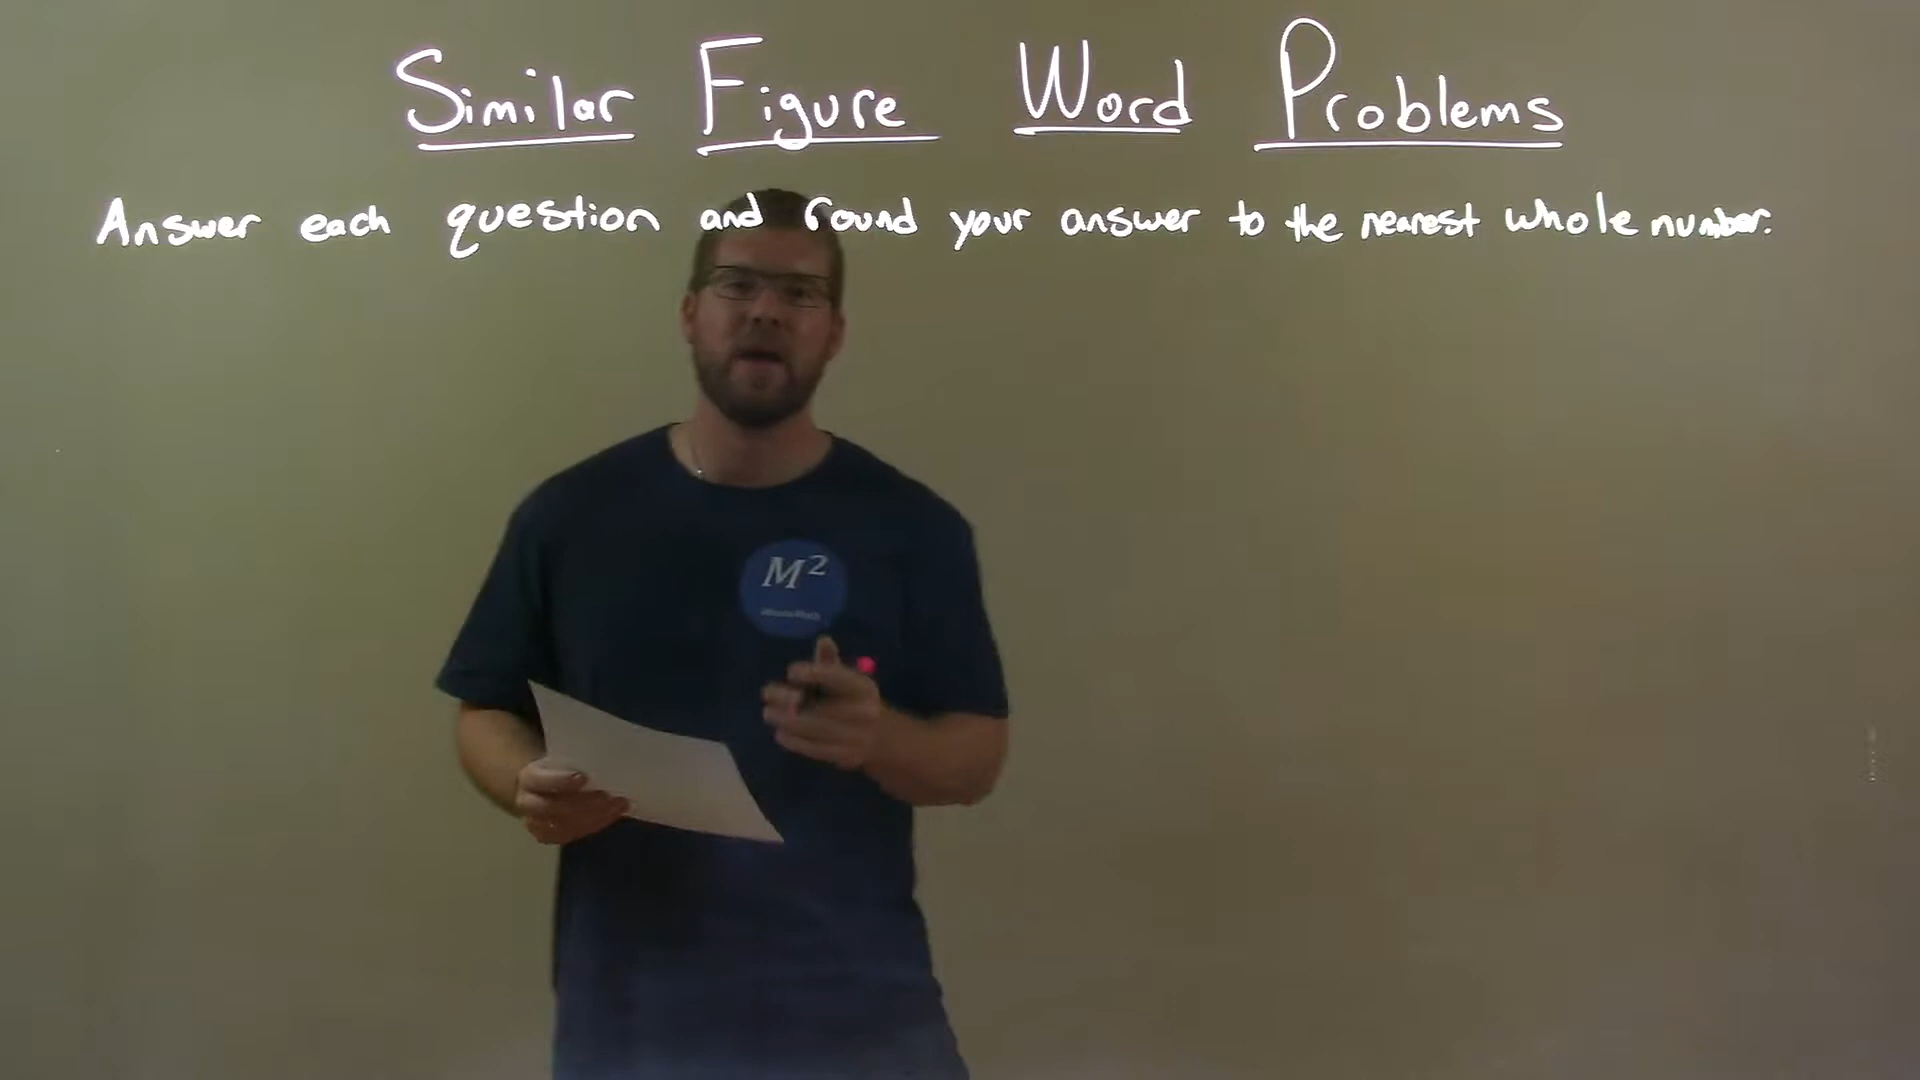 Similar Figure Word Problems
Answer each question and round your answer to the nearest whole number.
M²